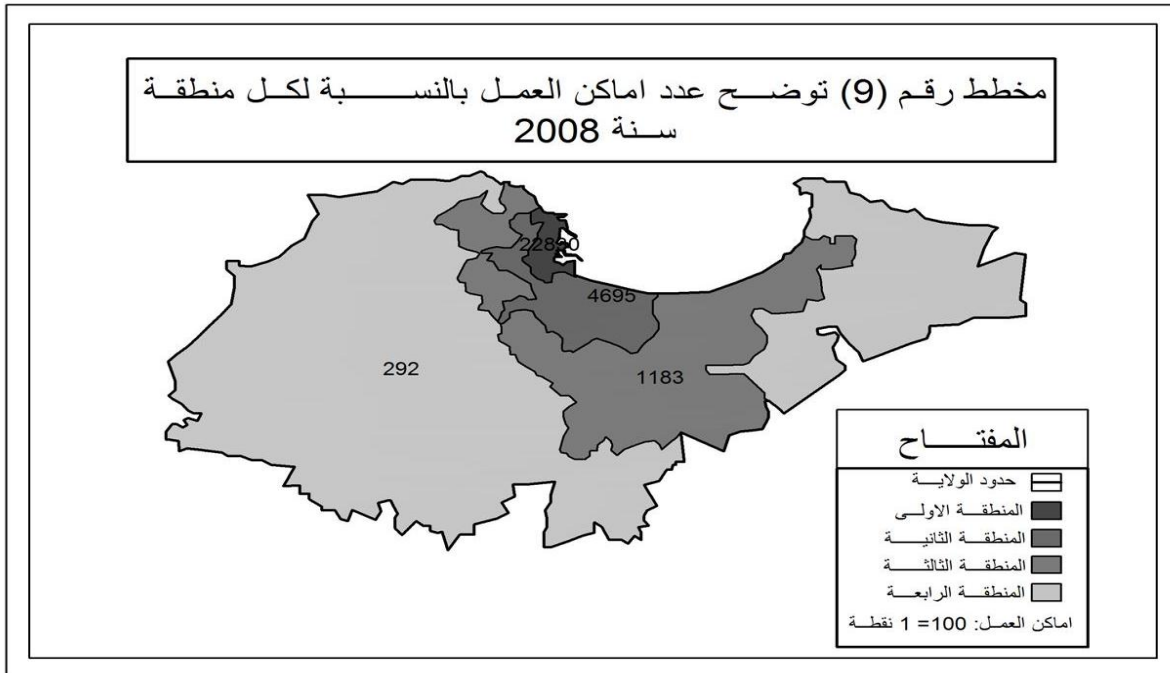 مخطط رقم (9) توضح عدد اماكن العمل بالنسبة لكل منطقة
سنة 2008
4695
292
1183
المفتاح
حدود الولاية
المنطقة الاولى
المنطقة الثانية
المنطقة الثالثة
المنطقة الرابعة
اماكن العمل: 100= 1 نقطة